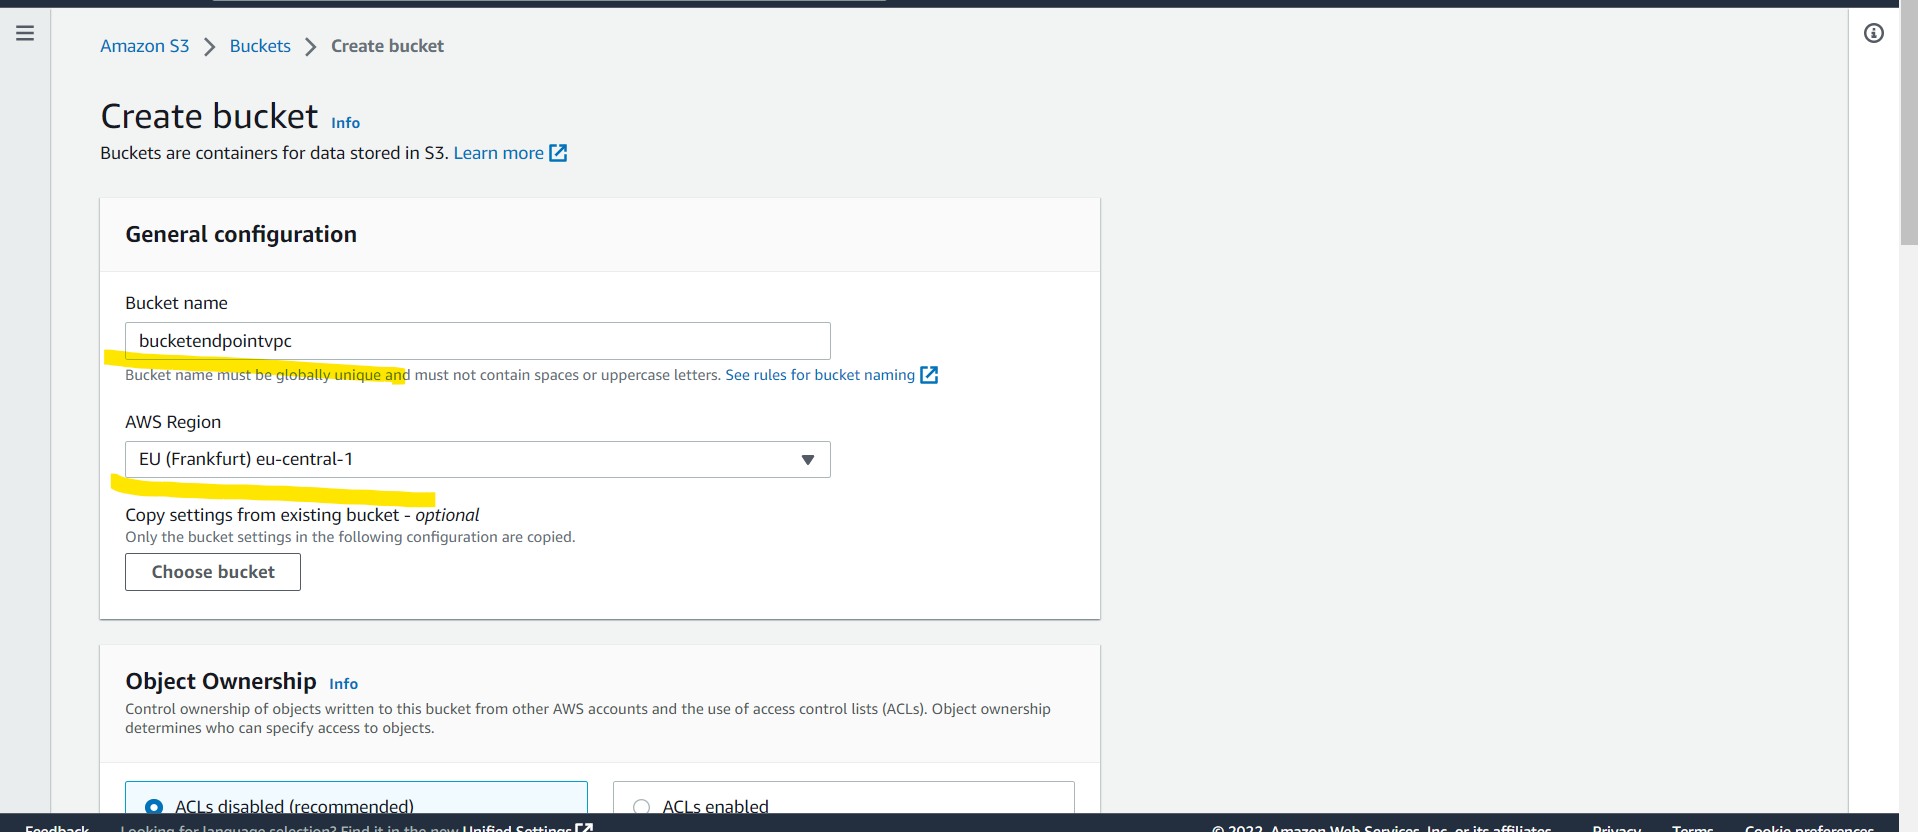 Amazon S3 > Buckets > Create bucket
Create bucket Info
Buckets are containers for data stored in S3. Learn more
General configuration
Bucket name
bucketendpointvpc
Bucket name must be globally unique and must not contain spaces or uppercase letters. See rules for bucket naming
AWS Region
EU (Frankfurt) eu-central-1
Copy settings from existing bucket - optional
Only the bucket settings in the following configuration are copied.
Choose bucket
Object Ownership Info
Control ownership of objects written to this bucket from other AWS accounts and the use of access control lists (ACLs). Object ownership
determines who can specify access to objects.
ACLs disabled (recommended) ACLs enabled
Feedback Looking for language selection? Find it in the new Unified Settings © 2022, Amazon Web Services, Inc. or its affiliates. Privacy Terms Cookie preferences